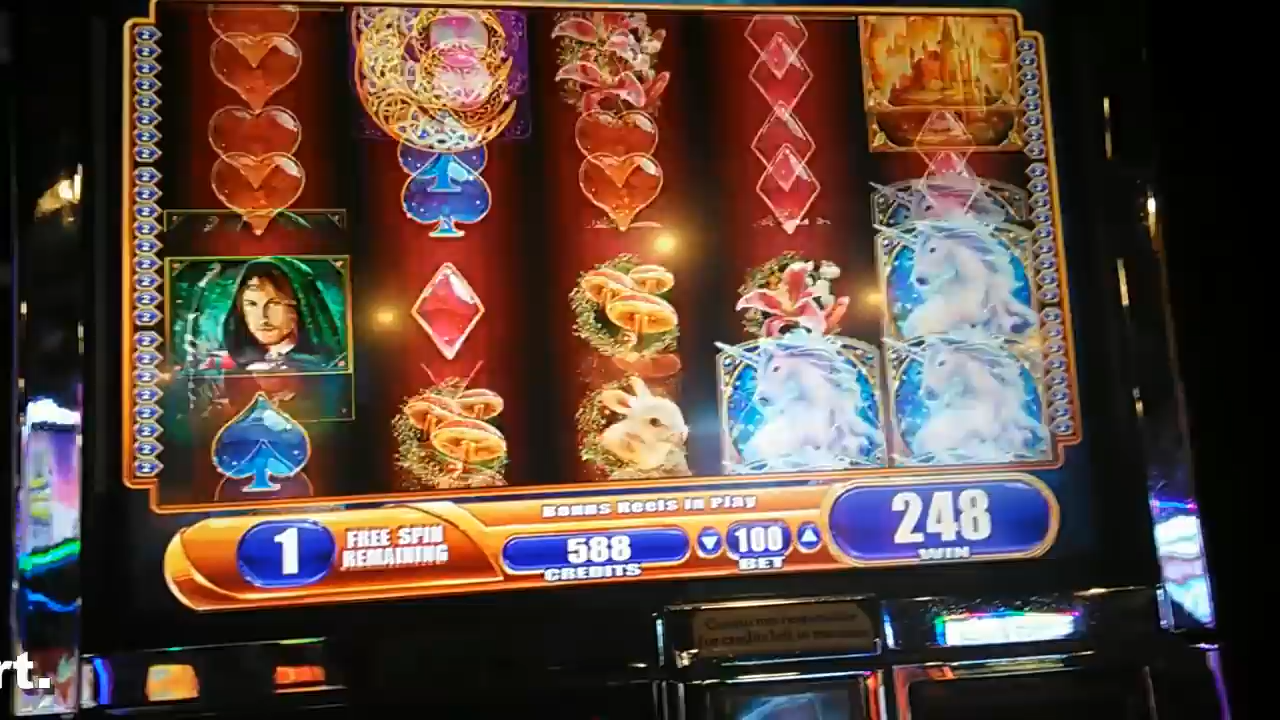 Bonus Reels In Play
1
FREE SPIN
REMAINING
588
CREDITS
100
BET
248
WIN
rt.